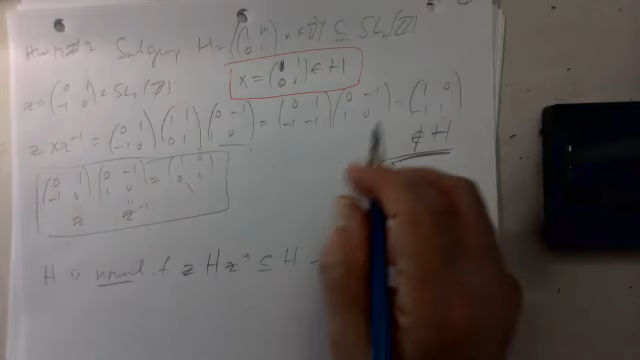 Subgroup H = { ( 1 n / 0 1 ), n ∈ ℤ } ⊆ SL₂(ℤ)
x = ( 1 1 / 0 1 ) ∈ H
z = ( 0 1 / -1 0 ) ∈ SL₂(ℤ)
z x z⁻¹ = ( 0 1 / -1 0 ) ( 1 1 / 0 1 ) ( 0 -1 / 1 0 ) = ( 0 1 / -1 -1 ) ( 0 -1 / 1 0 ) = ( 1 0 / -1 1 )
∉ H
( 0 1 / -1 0 ) ( 0 -1 / 1 0 ) = ( 1 0 / 0 1 )
z z⁻¹
H is normal if z H z⁻¹ ⊆ H